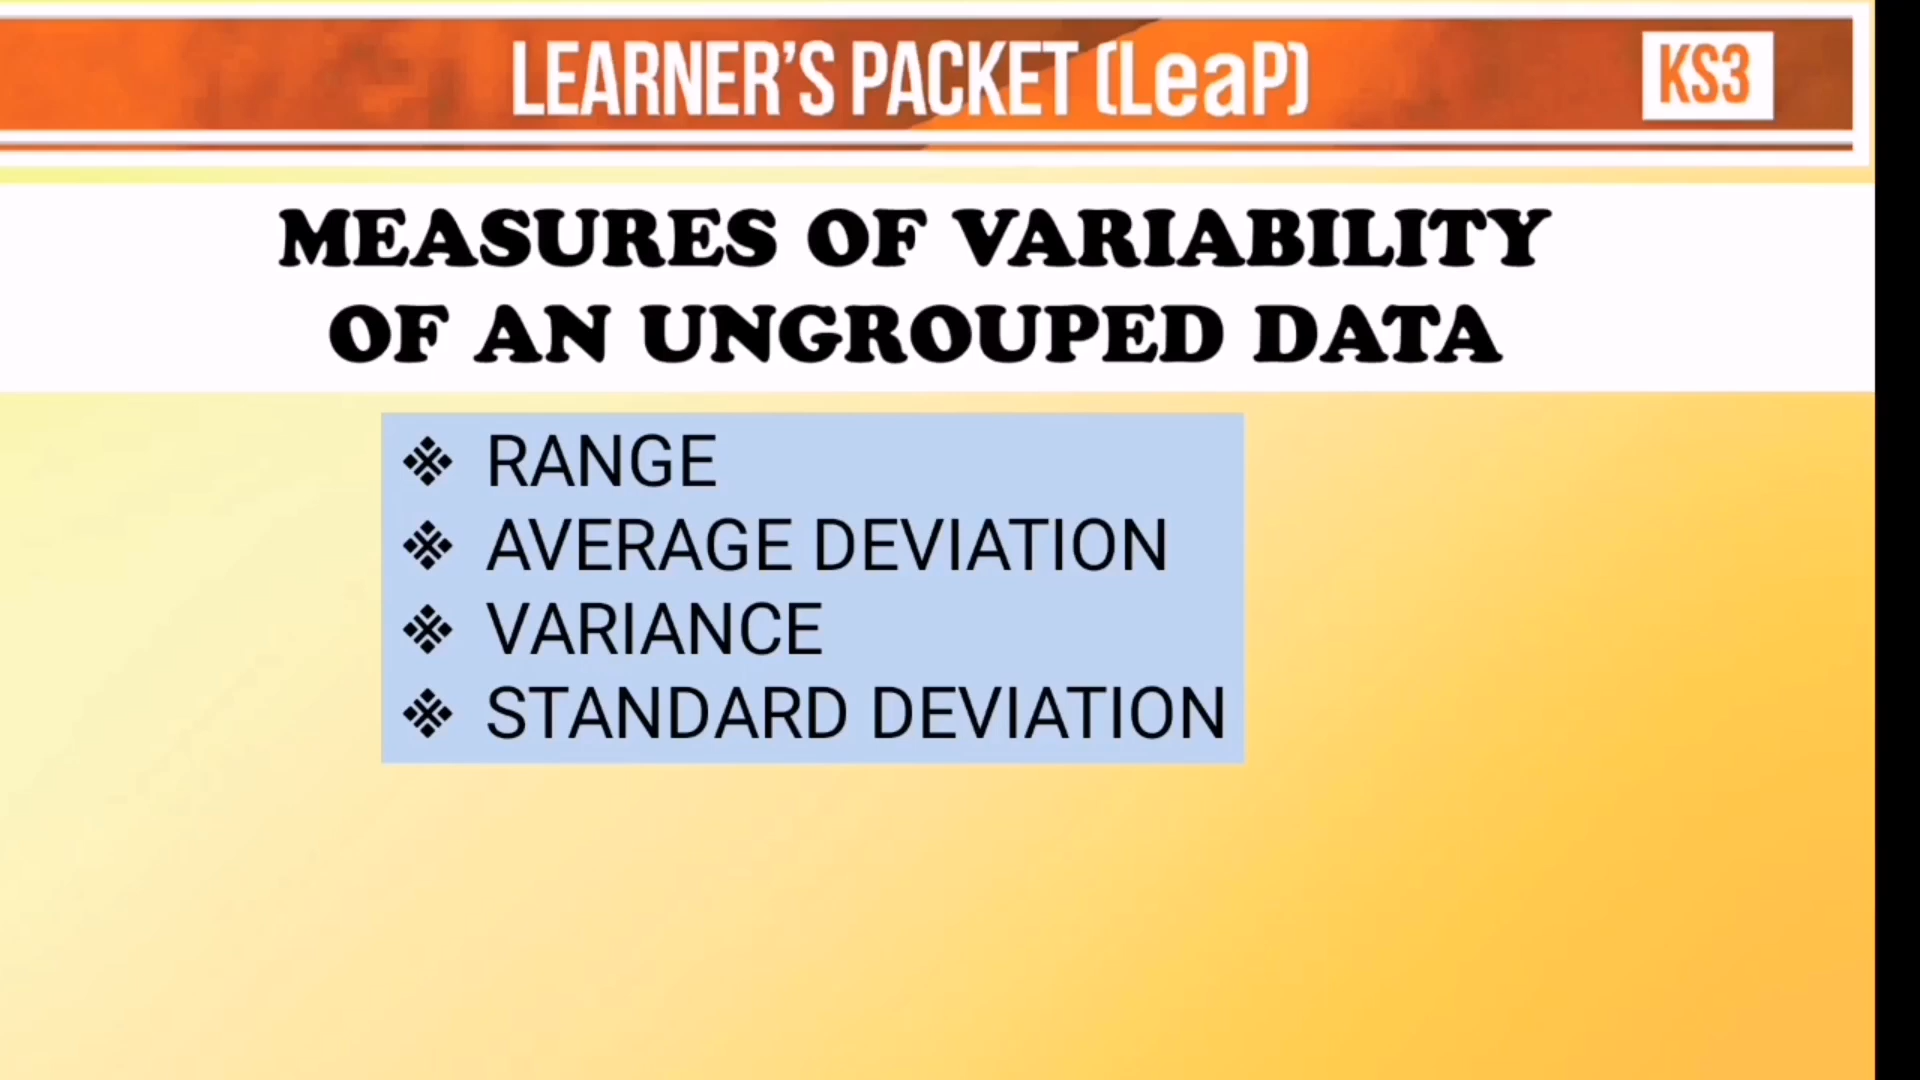 LEARNER'S PACKET (LeaP)
KS3
MEASURES OF VARIABILITY
OF AN UNGROUPED DATA
❖ RANGE
❖ AVERAGE DEVIATION
❖ VARIANCE
❖ STANDARD DEVIATION